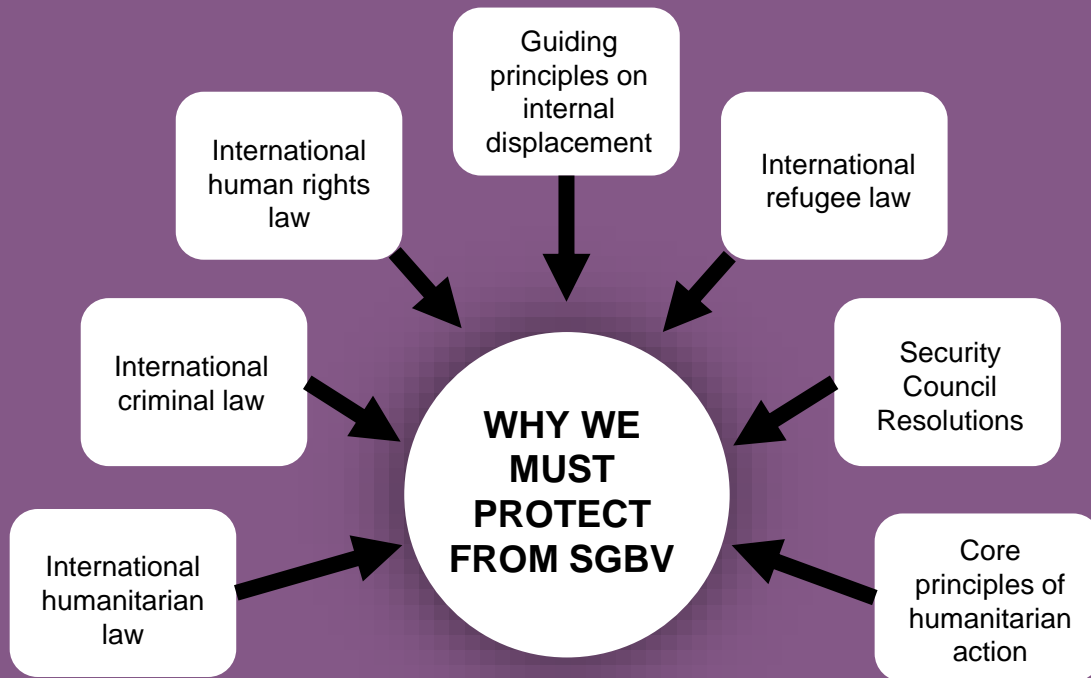 Guiding
principles on
internal
displacement
International
human rights
law
International
refugee law
International
criminal law
Security
Council
Resolutions
WHY WE
MUST
PROTECT
FROM SGBV
International
humanitarian
law
Core
principles of
humanitarian
action